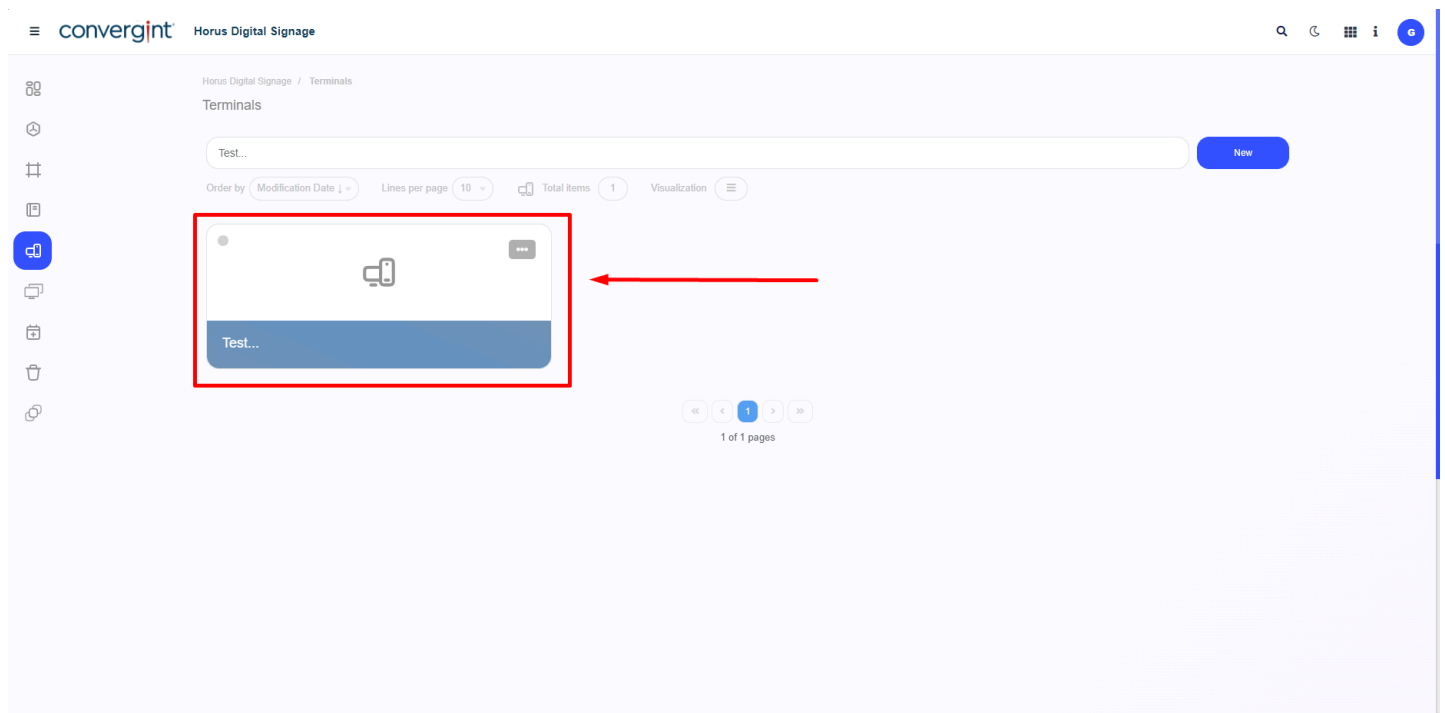 convergint Horus Digital Signage
i G
Horus Digital Signage / Terminals
Terminals
Test...
New
Order by Modification Date ↓ Lines per page 10 Total items 1 Visualization
Test...
« < 1 > »
1 of 1 pages